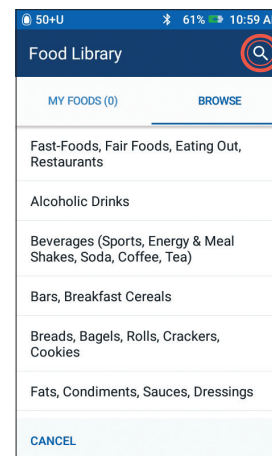 50+U 61% 10:59 A
Food Library
MY FOODS (0) BROWSE
Fast-Foods, Fair Foods, Eating Out,
Restaurants
Alcoholic Drinks
Beverages (Sports, Energy & Meal
Shakes, Soda, Coffee, Tea)
Bars, Breakfast Cereals
Breads, Bagels, Rolls, Crackers,
Cookies
Fats, Condiments, Sauces, Dressings
CANCEL